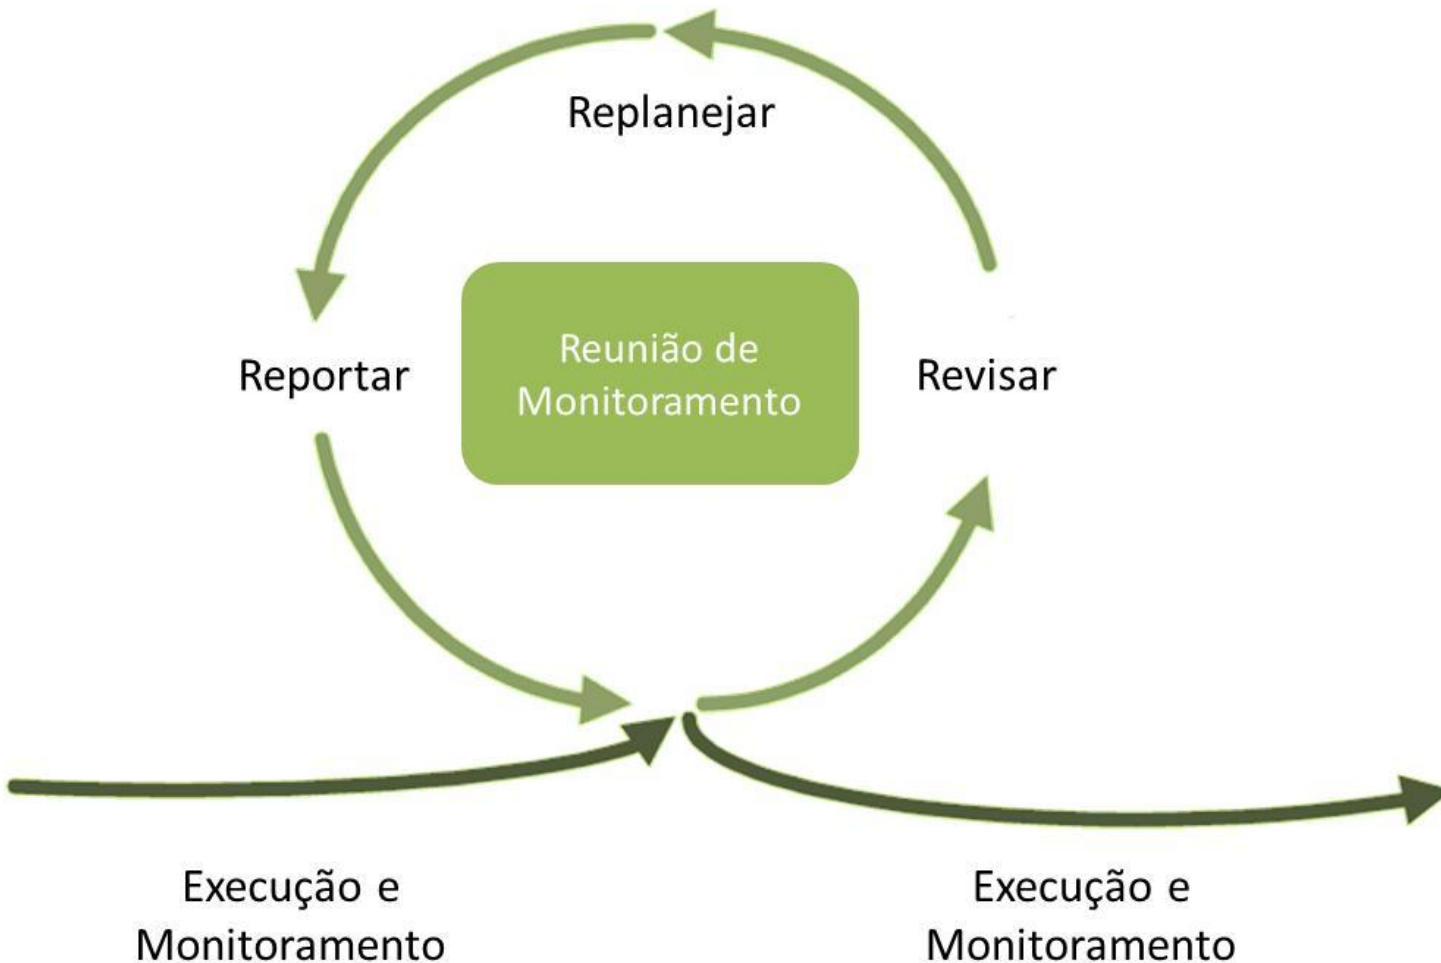 Replanejar
Reunião de
Monitoramento
Reportar
Revisar
Execução e
Monitoramento
Execução e
Monitoramento